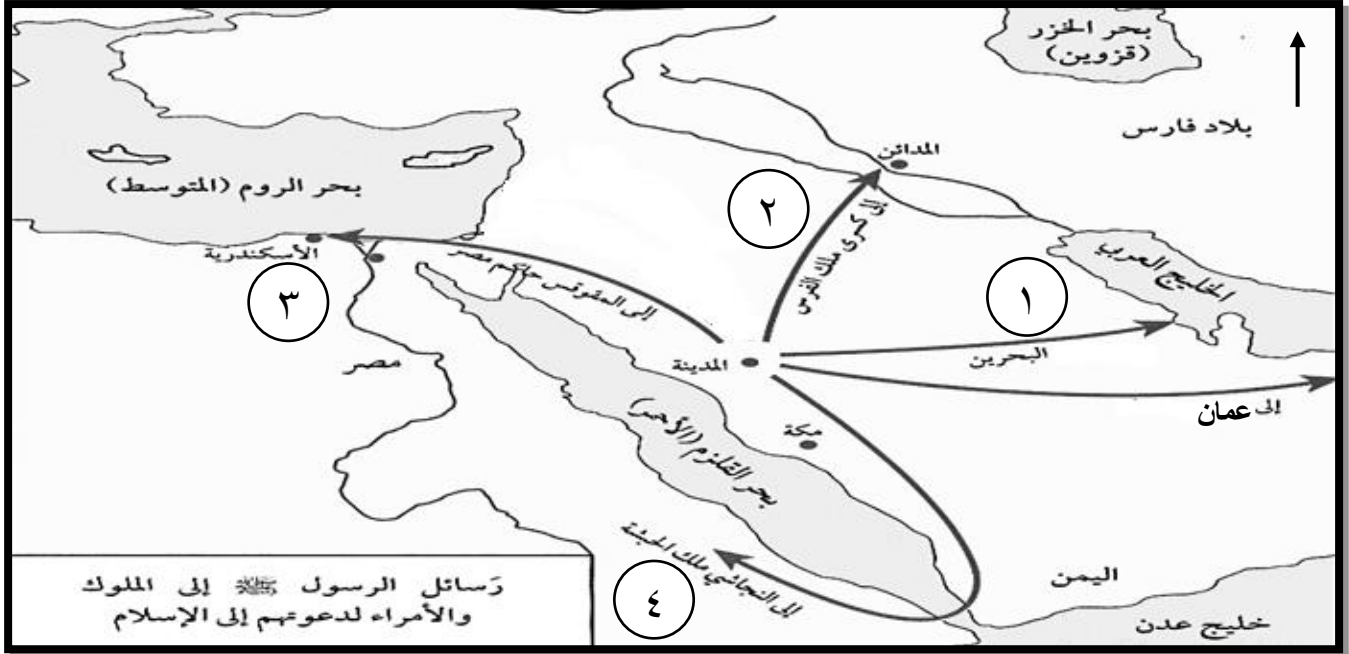 بحر الخزر
(قزوين)
بلاد فارس
المدائن
بحر الروم (المتوسط)
٢
إلى كسرى ملك الفرس
الأسكندرية
إلى المقوقس حاكم مصر
٣
الخليج العربي
١
البحرين
المدينة
مصر
إلى عمان
مكة
بحر القلزم (الأحمر)
إلى النجاشي ملك الحبشة
٤
اليمن
خليج عدن
رَسائل الرسول ﷺ إلى الملوك
والأمراء لدعوتهم إلى الإسلام